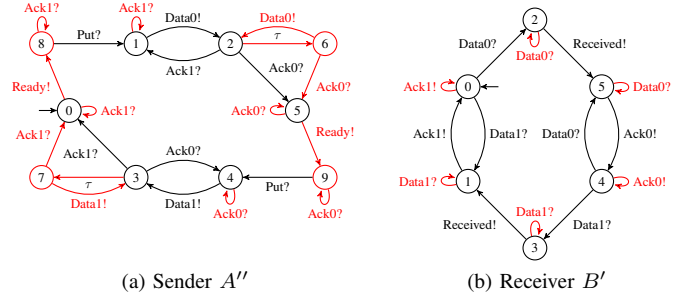 Ack1?
Ack1?
Data0!
2
8
Put?
1
Data0!
2
τ
6
Data0?
Received!
Data0?
Ack1?
Ack0?
Ready!
Ack1!
0
5
Data0?
0
Ack1?
Ack0?
5
Ready!
Ack1!
Data1?
Data0?
Ack0!
Ack1?
Ack1?
Ack0?
7
τ
3
4
Put?
9
Data1?
1
4
Ack0!
Data1!
Data1!
Ack0?
Ack0?
Received!
Data1?
Data1?
3
(a) Sender A′′
(b) Receiver B′